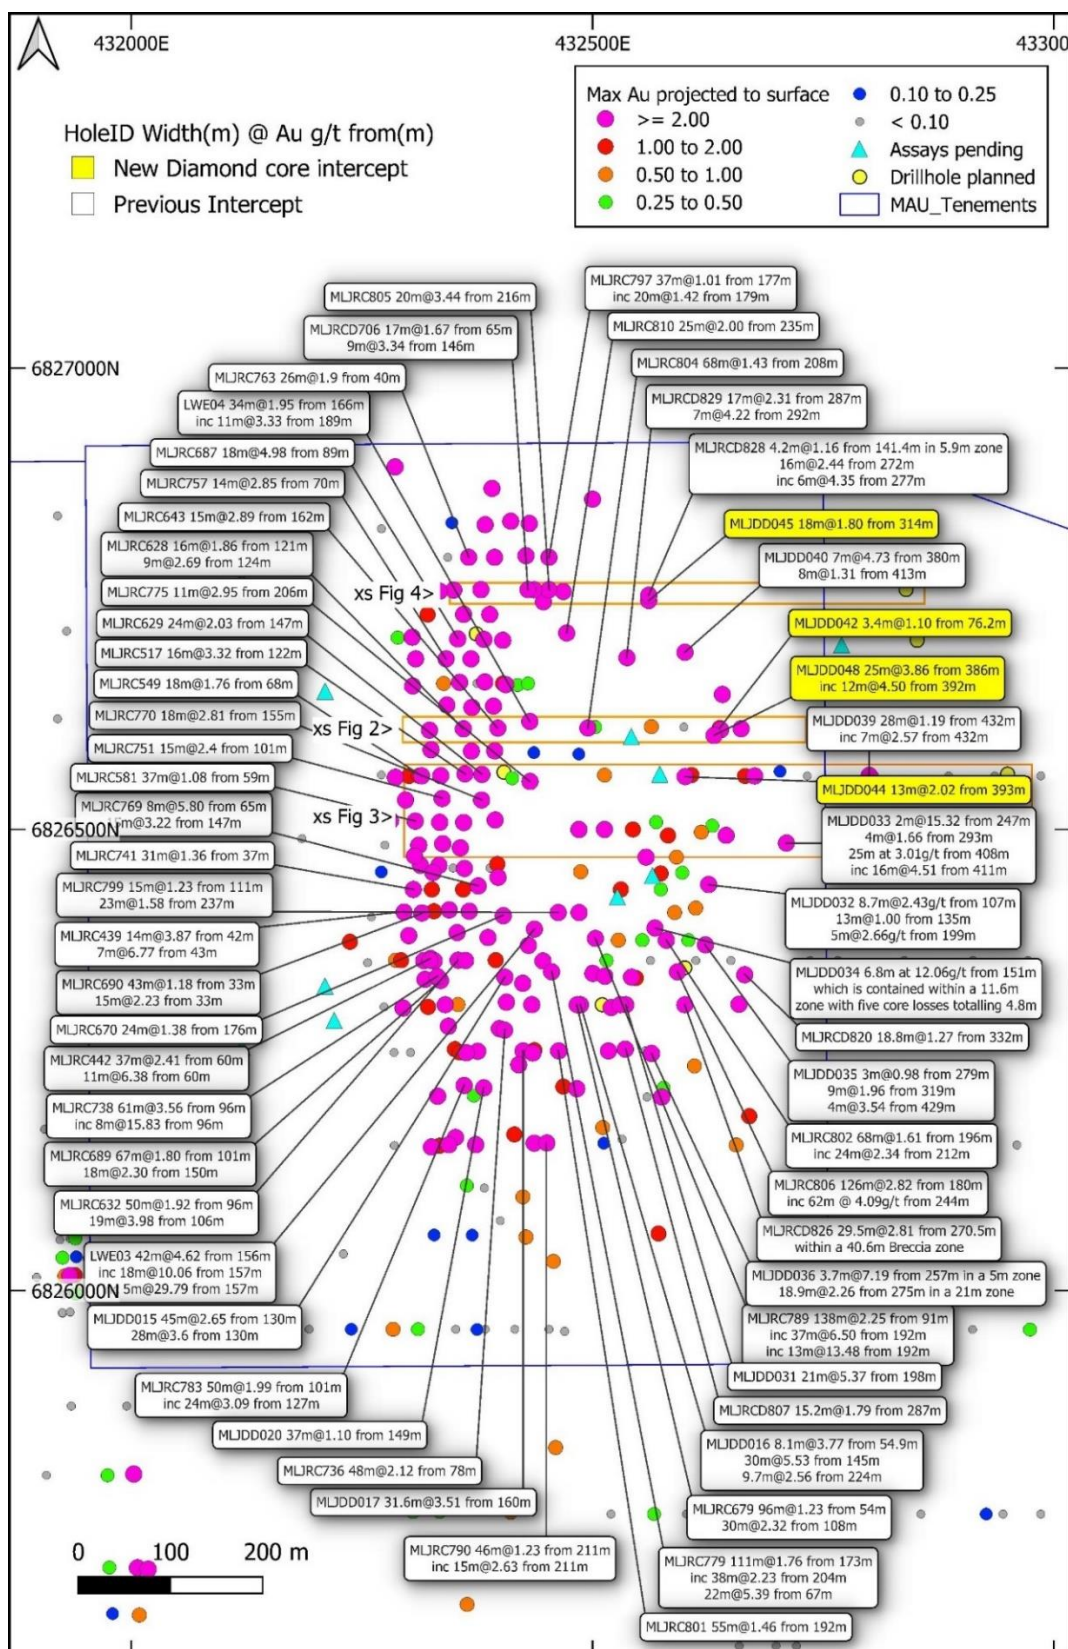 432000E
432500E
43300
HoleID Width(m) @ Au g/t from(m)
New Diamond core intercept
Previous Intercept
Max Au projected to surface
>= 2.00
1.00 to 2.00
0.50 to 1.00
0.25 to 0.50
0.10 to 0.25
< 0.10
Assays pending
Drillhole planned
MAU_Tenements
6827000N
6826500N
6826000N
MLJRC805 20m@3.44 from 216m
MLJRCD706 17m@1.67 from 65m
9m@3.34 from 146m
MLJRC763 26m@1.9 from 40m
LWE04 34m@1.95 from 166m
inc 11m@3.33 from 189m
MLJRC687 18m@4.98 from 89m
MLJRC757 14m@2.85 from 70m
MLJRC643 15m@2.89 from 162m
MLJRC628 16m@1.86 from 121m
9m@2.69 from 124m
MLJRC775 11m@2.95 from 206m
MLJRC629 24m@2.03 from 147m
MLJRC517 16m@3.32 from 122m
MLJRC549 18m@1.76 from 68m
MLJRC770 18m@2.81 from 155m
MLJRC751 15m@2.4 from 101m
MLJRC581 37m@1.08 from 59m
MLJRC769 8m@5.80 from 65m
@3.22 from 147m
MLJRC741 31m@1.36 from 37m
MLJRC799 15m@1.23 from 111m
23m@1.58 from 237m
MLJRC439 14m@3.87 from 42m
7m@6.77 from 43m
MLJRC690 43m@1.18 from 33m
15m@2.23 from 33m
MLJRC670 24m@1.38 from 176m
MLJRC442 37m@2.41 from 60m
11m@6.38 from 60m
MLJRC738 61m@3.56 from 96m
inc 8m@15.83 from 96m
MLJRC689 67m@1.80 from 101m
18m@2.30 from 150m
MLJRC632 50m@1.92 from 96m
19m@3.98 from 106m
LWE03 42m@4.62 from 156m
inc 18m@10.06 from 157m
5m@29.79 from 157m
MLJDD015 45m@2.65 from 130m
28m@3.6 from 130m
MLJRC783 50m@1.99 from 101m
inc 24m@3.09 from 127m
MLJDD020 37m@1.10 from 149m
MLJRC736 48m@2.12 from 78m
MLJDD017 31.6m@3.51 from 160m
MLJRC790 46m@1.23 from 211m
inc 15m@2.63 from 211m
xs Fig 4>
xs Fig 2>
xs Fig 3>
MLJRC797 37m@1.01 from 177m
inc 20m@1.42 from 179m
MLJRC810 25m@2.00 from 235m
MLJRC804 68m@1.43 from 208m
MLJRCD829 17m@2.31 from 287m
7m@4.22 from 292m
MLJRCD828 4.2m@1.16 from 141.4m in 5.9m zone
16m@2.44 from 272m
inc 6m@4.35 from 277m
MLJDD045 18m@1.80 from 314m
MLJDD040 7m@4.73 from 380m
8m@1.31 from 413m
MLJDD042 3.4m@1.10 from 76.2m
MLJDD048 25m@3.86 from 386m
inc 12m@4.50 from 392m
MLJDD039 28m@1.19 from 432m
inc 7m@2.57 from 432m
MLJDD044 13m@2.02 from 393m
MLJDD033 2m@15.32 from 247m
4m@1.66 from 293m
25m at 3.01g/t from 408m
inc 16m@4.51 from 411m
MLJDD032 8.7m@2.43g/t from 107m
13m@1.00 from 135m
5m@2.66g/t from 199m
MLJDD034 6.8m at 12.06g/t from 151m
which is contained within a 11.6m
zone with five core losses totalling 4.8m
MLJRCD820 18.8m@1.27 from 332m
MLJDD035 3m@0.98 from 279m
9m@1.96 from 319m
4m@3.54 from 429m
MLJRC802 68m@1.61 from 196m
inc 24m@2.34 from 212m
MLJRC806 126m@2.82 from 180m
inc 62m @ 4.09g/t from 244m
MLJRCD826 29.5m@2.81 from 270.5m
within a 40.6m Breccia zone
MLJDD036 3.7m@7.19 from 257m in a 5m zone
18.9m@2.26 from 275m in a 21m zone
MLJRC789 138m@2.25 from 91m
inc 37m@6.50 from 192m
inc 13m@13.48 from 192m
MLJDD031 21m@5.37 from 198m
MLJRCD807 15.2m@1.79 from 287m
MLJDD016 8.1m@3.77 from 54.9m
30m@5.53 from 145m
9.7m@2.56 from 224m
MLJRC679 96m@1.23 from 54m
30m@2.32 from 108m
MLJRC779 111m@1.76 from 173m
inc 38m@2.23 from 204m
22m@5.39 from 67m
MLJRC801 55m@1.46 from 192m
0 100 200 m